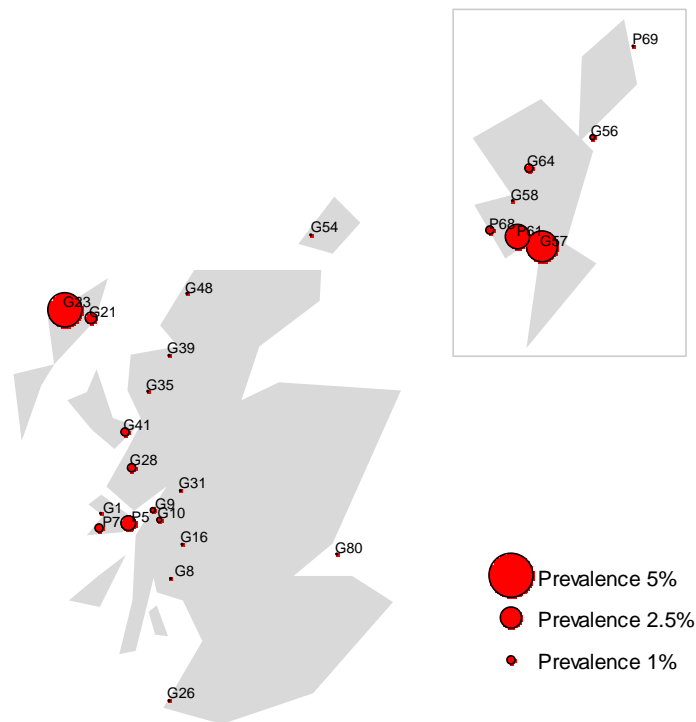 P69
G56
G64
G58
P68
P61
G57
G54
G48
G23
G21
G39
G35
G41
G28
G31
G1
G9
P7
P5
G10
G16
G80
G8
G26
Prevalence 5%
Prevalence 2.5%
Prevalence 1%